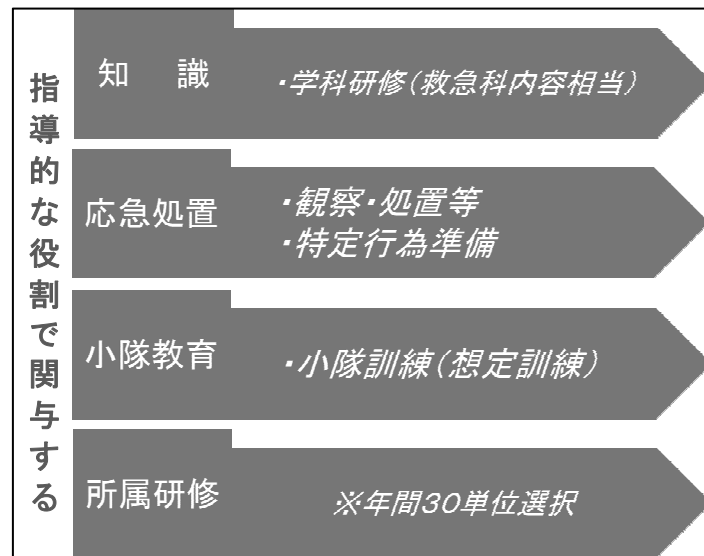 指導的な役割で関与する
知　識
・学科研修(救急科内容相当)
応急処置
・観察・処置等
・特定行為準備
小隊教育
・小隊訓練(想定訓練)
所属研修
※年間30単位選択